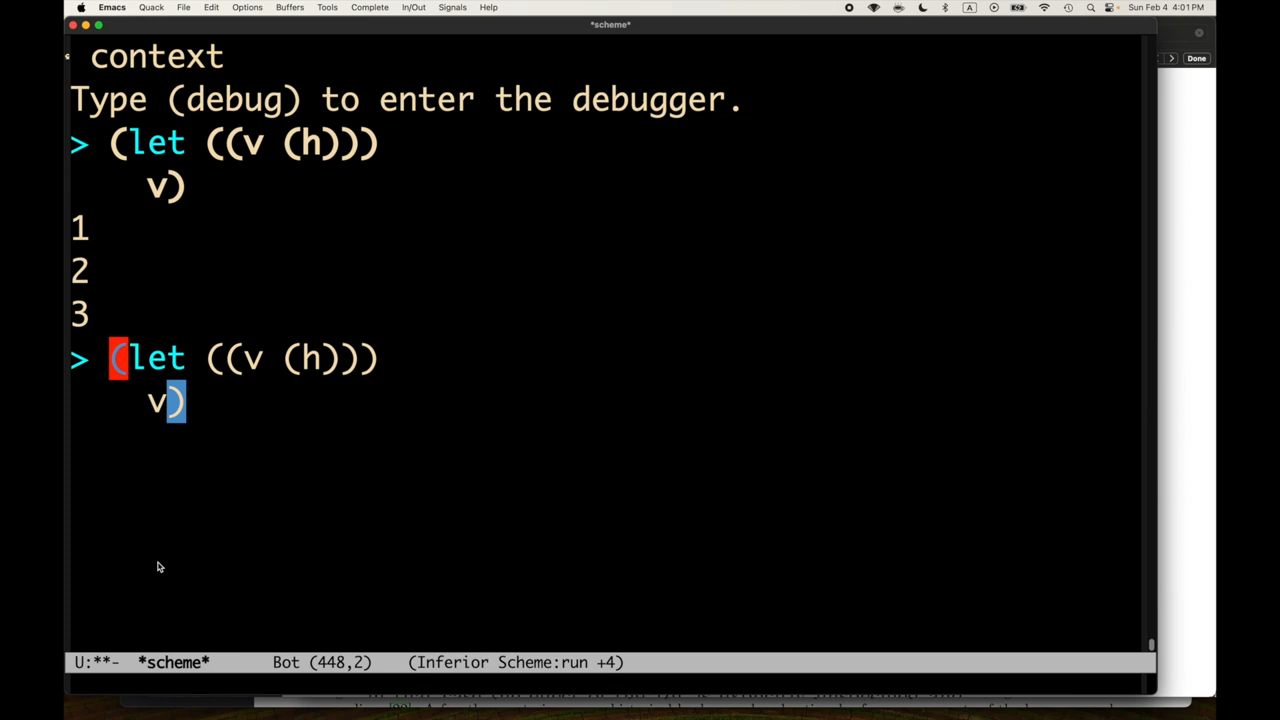 Emacs Quack File Edit Options Buffers Tools Complete In/Out Signals Help A Sun Feb 4 4:01 PM
*scheme*
context
Done
Type (debug) to enter the debugger.
> (let ((v (h)))
v)
1
2
3
> (let ((v (h)))
v)
U:**- *scheme* Bot (448,2) (Inferior Scheme:run +4)